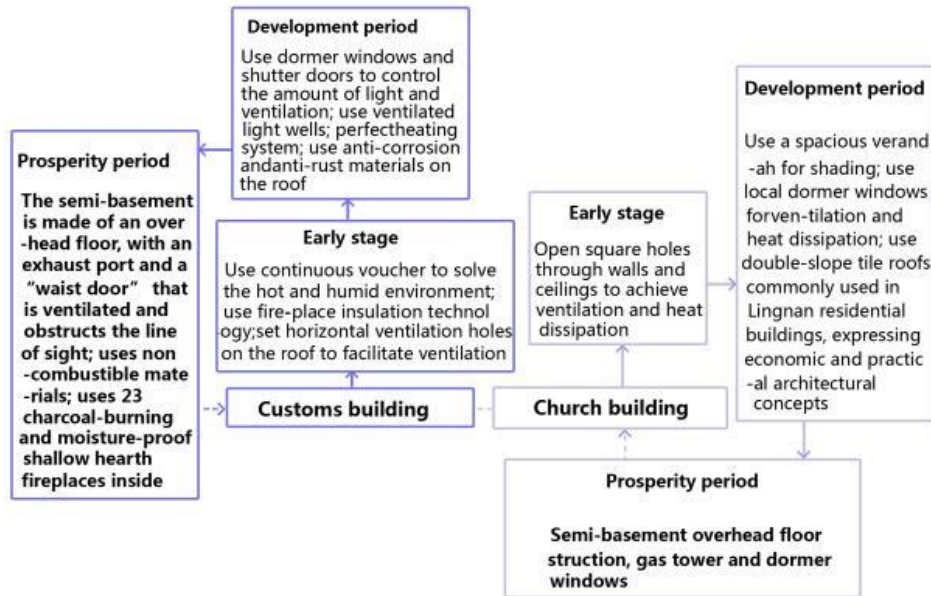 Development period
Use dormer windows and
shutter doors to control
the amount of light and
ventilation; use ventilated
light wells; perfectheating
system; use anti-corrosion
andanti-rust materials on
the roof
Prosperity period
The semi-basement
is made of an over
-head floor, with an
exhaust port and a
“waist door” that
is ventilated and
obstructs the line
of sight; uses non
-combustible mate
-rials; uses 23
charcoal-burning
and moisture-proof
shallow hearth
fireplaces inside
Early stage
Use continuous voucher to solve
the hot and humid environment;
use fire-place insulation technol
ogy;set horizontal ventilation holes
on the roof to facilitate ventilation
Customs building
Church building
Early stage
Open square holes
through walls and
ceilings to achieve
ventilation and heat
dissipation
Development period
Use a spacious verand
-ah for shading; use
local dormer windows
forven-tilation and
heat dissipation; use
double-slope tile roofs
commonly used in
Lingnan residential
buildings, expressing
economic and practic
-al architectural
concepts
Prosperity period
Semi-basement overhead floor
struction, gas tower and dormer
windows